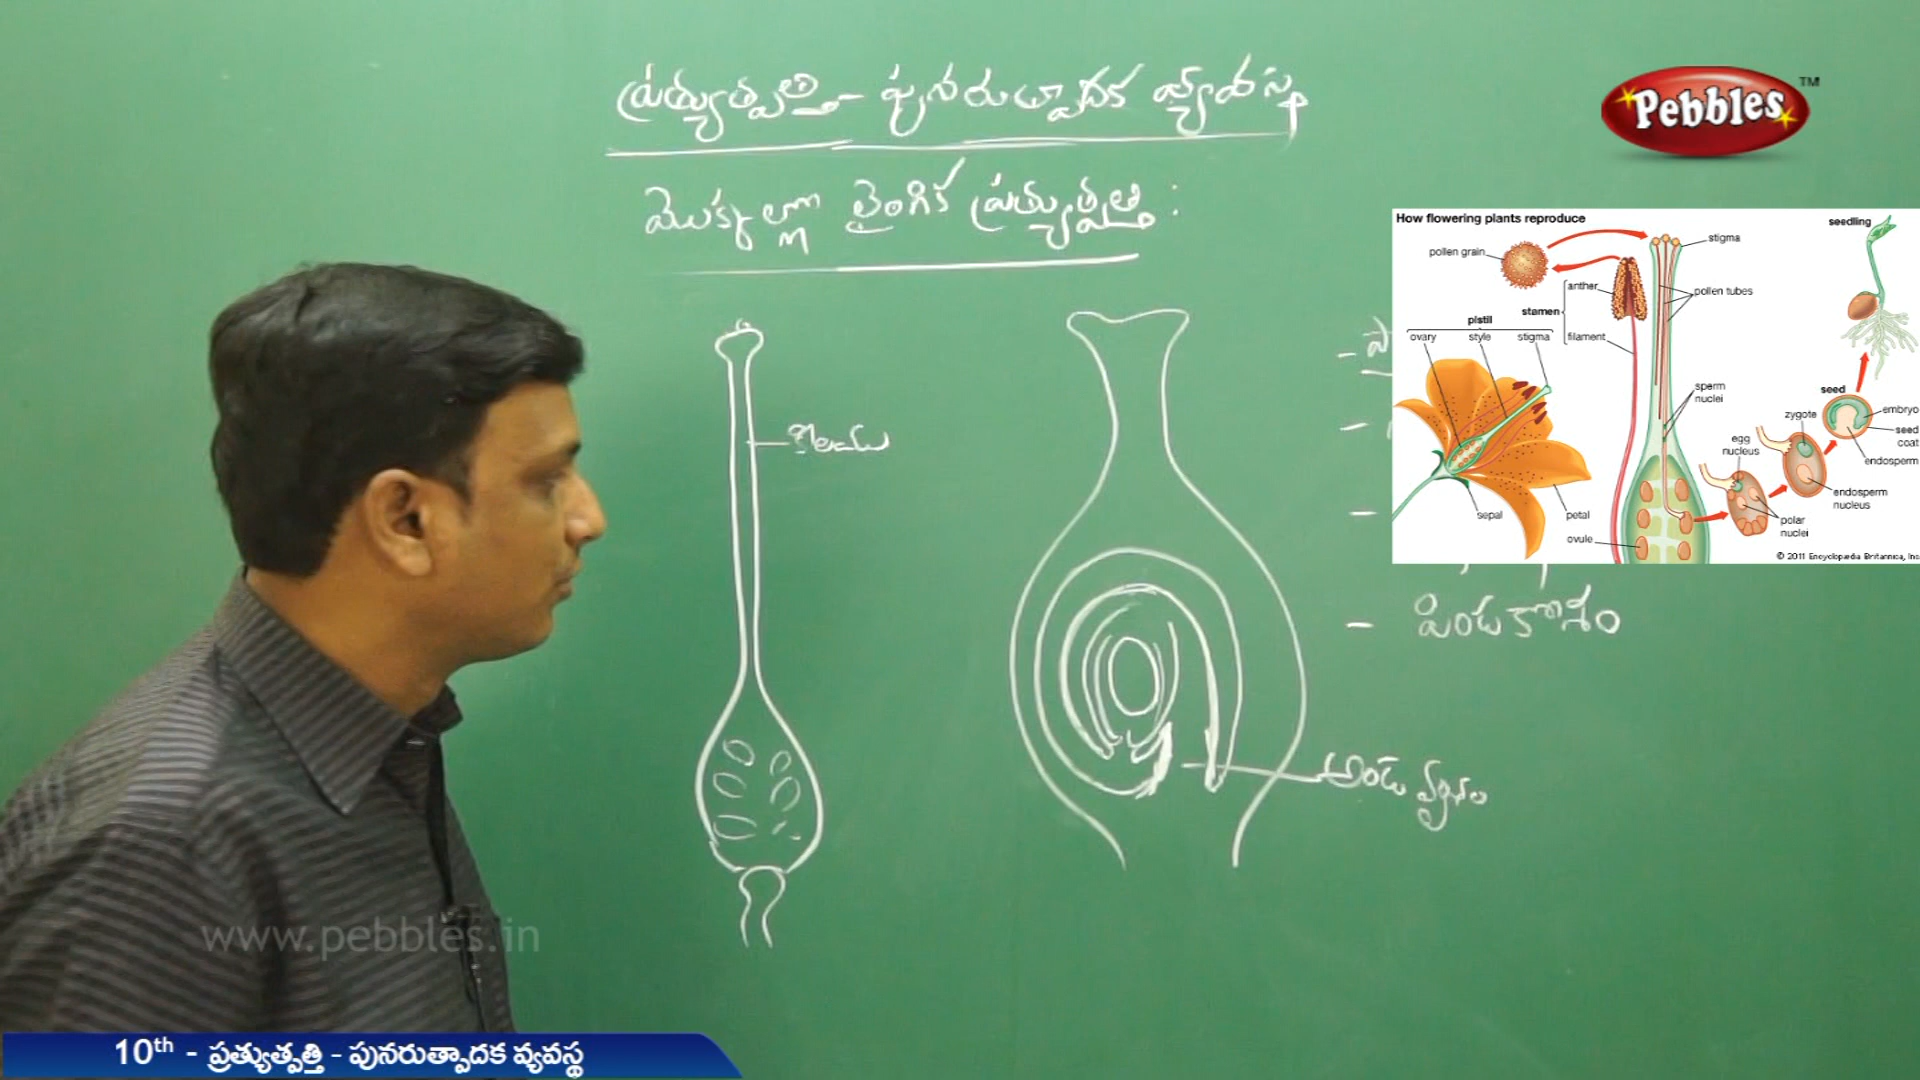 ప్రత్యుత్పత్తి - పునరుత్పాదక వ్యవస్థ
Pebbles TM
మొక్కల్లో లైంగిక ప్రత్యుత్పత్తి :
How flowering plants reproduce
seedling
pollen grain
stigma
anther
pollen tubes
stamen
pistil
ovary
style
stigma
filament
sperm nuclei
seed
zygote
embryo
egg nucleus
seed coat
endosperm
endosperm nucleus
polar nuclei
sepal
petal
ovule
© 2011 Encyclopædia Britannica, Inc
కీలము
- పిండకోశం
www.pebbles.in
10th - ప్రత్యుత్పత్తి - పునరుత్పాదక వ్యవస్థ